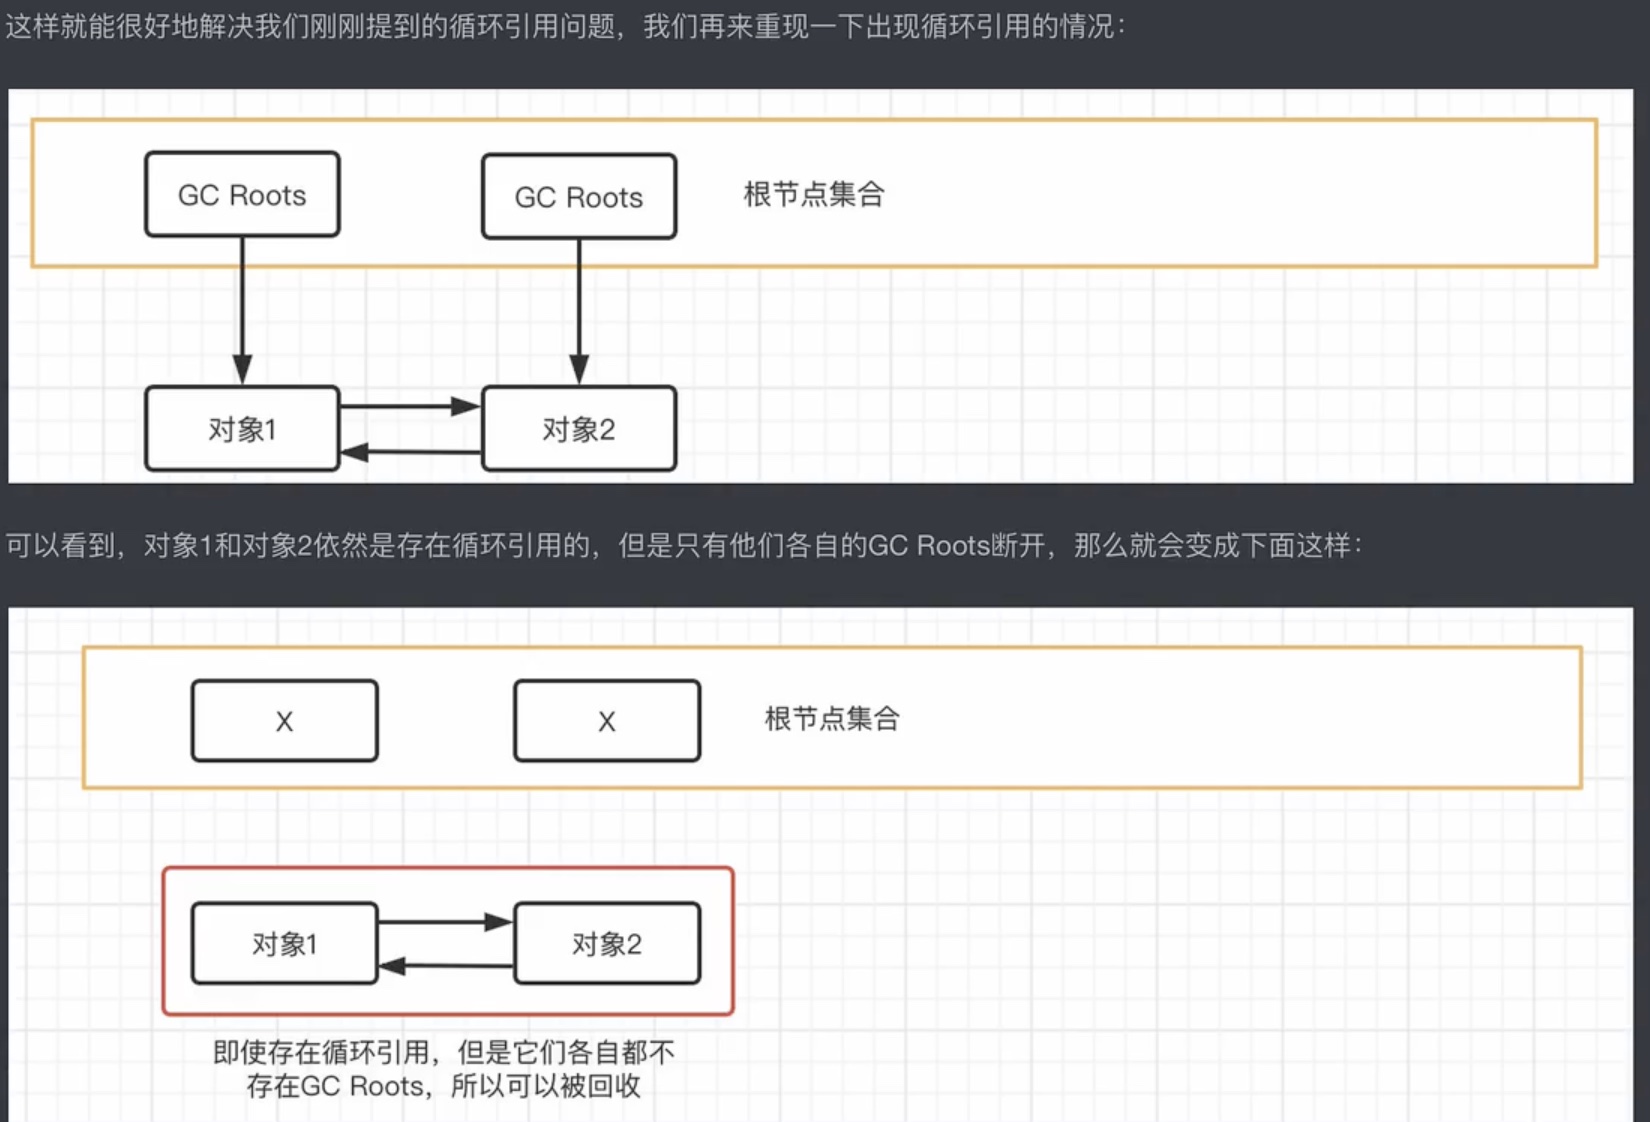 这样就能很好地解决我们刚刚提到的循环引用问题，我们再来重现一下出现循环引用的情况：
GC Roots
GC Roots
根节点集合
对象1
对象2
可以看到，对象1和对象2依然是存在循环引用的，但是只有他们各自的GC Roots断开，那么就会变成下面这样：
X
X
根节点集合
对象1
对象2
即使存在循环引用，但是它们各自都不
存在GC Roots，所以可以被回收